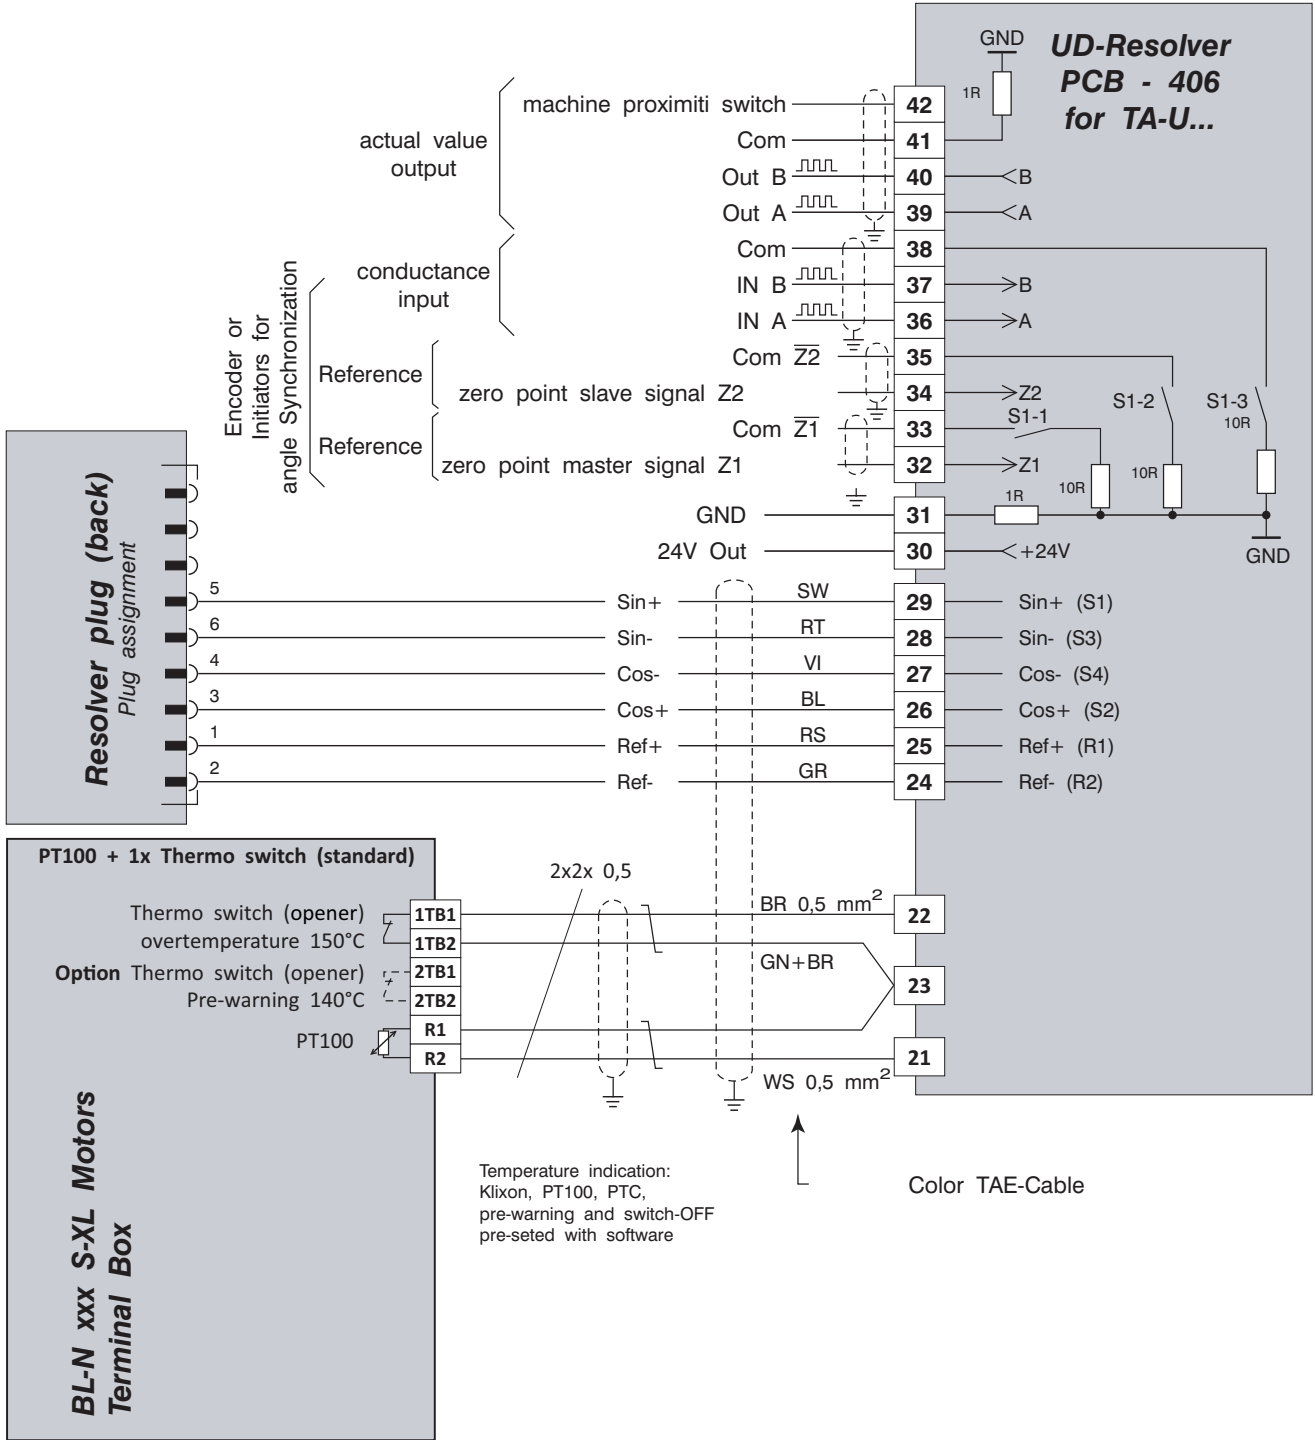 UD-Resolver
PCB - 406
for TA-U...
GND
1R
actual value
output
machine proximiti switch
42
Com
41
Out B
40
B
Out A
39
A
Encoder or
Initiators for
angle Synchronization
conductance
input
Com
38
IN B
37
B
IN A
36
A
Reference
Com Z2
35
zero point slave signal Z2
34
Z2
Reference
Com Z1
33
zero point master signal Z1
32
Z1
S1-1
S1-2
S1-3
10R
10R
10R
GND
31
1R
GND
24V Out
30
+24V
Resolver plug (back)
Plug assignment
5
Sin+
SW
29
Sin+ (S1)
6
Sin-
RT
28
Sin- (S3)
4
Cos-
VI
27
Cos- (S4)
3
Cos+
BL
26
Cos+ (S2)
1
Ref+
RS
25
Ref+ (R1)
2
Ref-
GR
24
Ref- (R2)
PT100 + 1x Thermo switch (standard)
2x2x 0,5
Thermo switch (opener)
overtemperature 150°C
1TB1
1TB2
BR 0,5 mm²
22
Option Thermo switch (opener)
Pre-warning 140°C
2TB1
2TB2
GN+BR
23
PT100
R1
R2
21
WS 0,5 mm²
BL-N xxx S-XL Motors
Terminal Box
Temperature indication:
Klixon, PT100, PTC,
pre-warning and switch-OFF
pre-seted with software
Color TAE-Cable